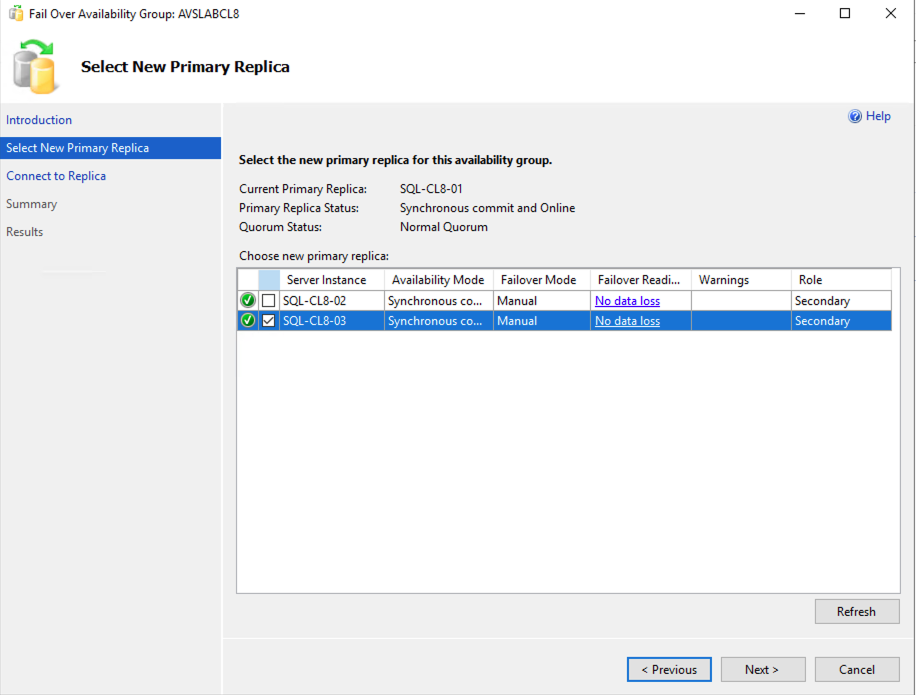 Fail Over Availability Group: AVSLABCL8
Select New Primary Replica
Introduction
Select New Primary Replica
Connect to Replica
Summary
Results
Help
Select the new primary replica for this availability group.
Current Primary Replica: SQL-CL8-01
Primary Replica Status: Synchronous commit and Online
Quorum Status: Normal Quorum
Choose new primary replica:
Server Instance Availability Mode Failover Mode Failover Readi... Warnings Role
SQL-CL8-02 Synchronous co... Manual No data loss Secondary
SQL-CL8-03 Synchronous co... Manual No data loss Secondary
Refresh
< Previous Next > Cancel